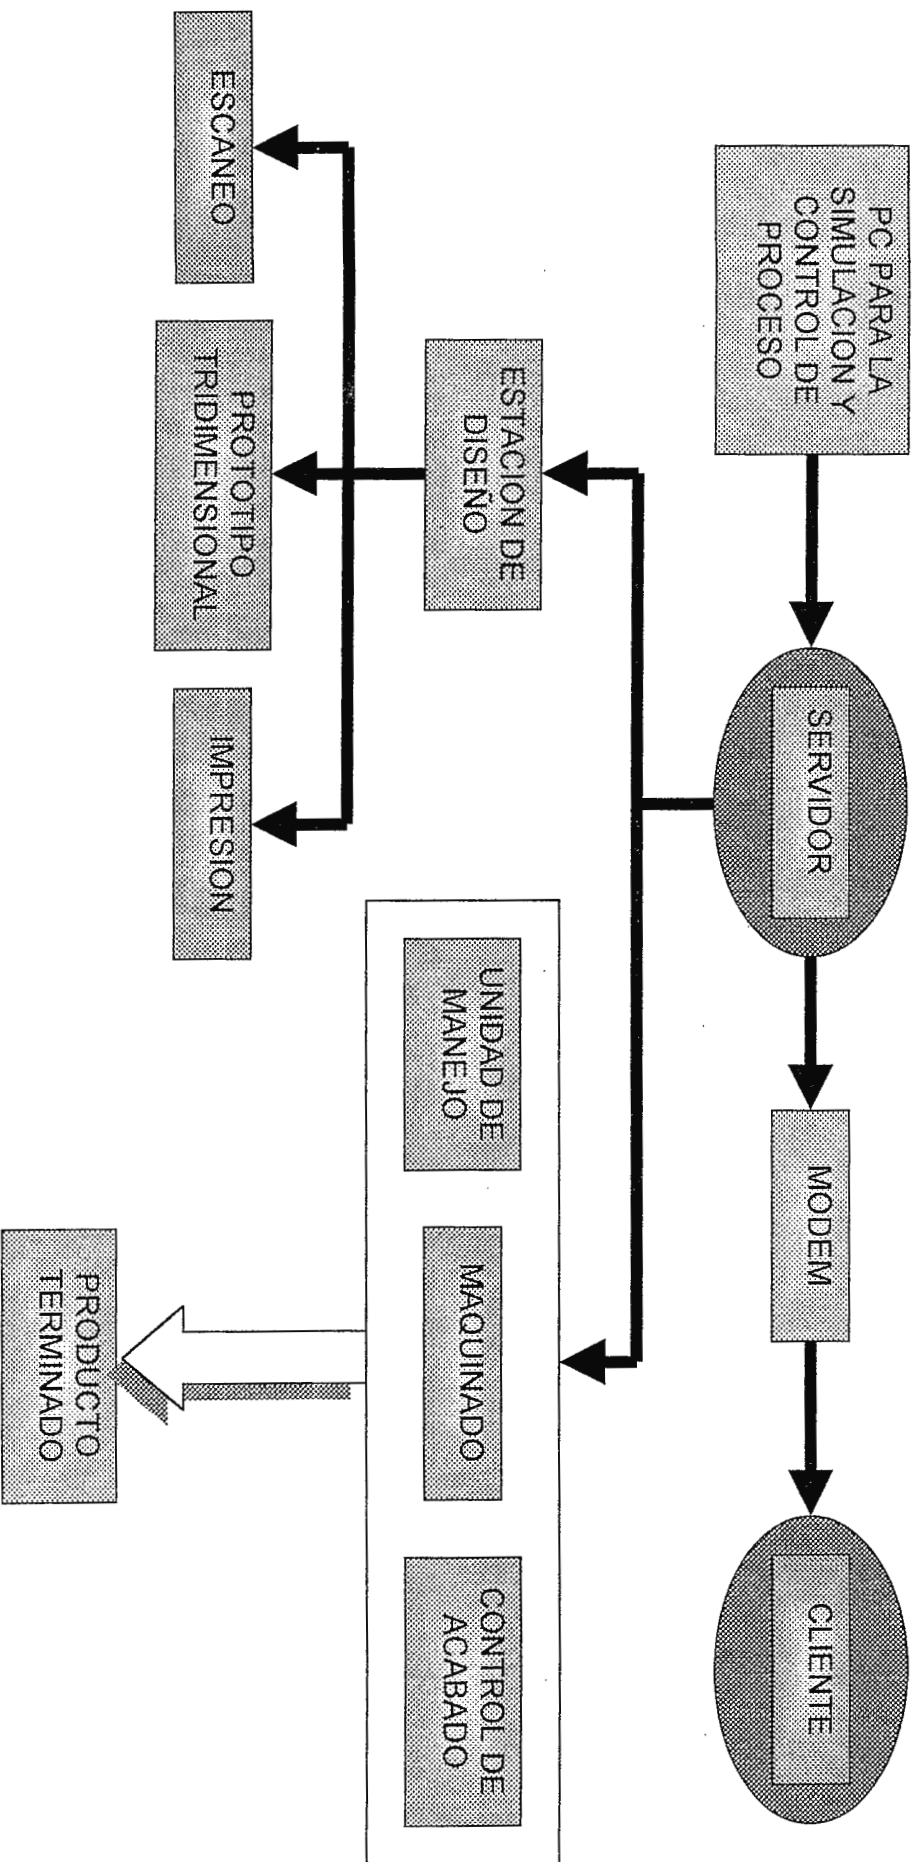 PC PARA LA
SIMULACION Y
CONTROL DE
PROCESO
SERVIDOR
MODEM
CLIENTE
ESTACION DE
DISEÑO
UNIDAD DE
MANEJO
MAQUINADO
CONTROL DE
ACABADO
ESCANEO
PROTOTIPO
TRIDIMENSIONAL
IMPRESION
PRODUCTO
TERMINADO